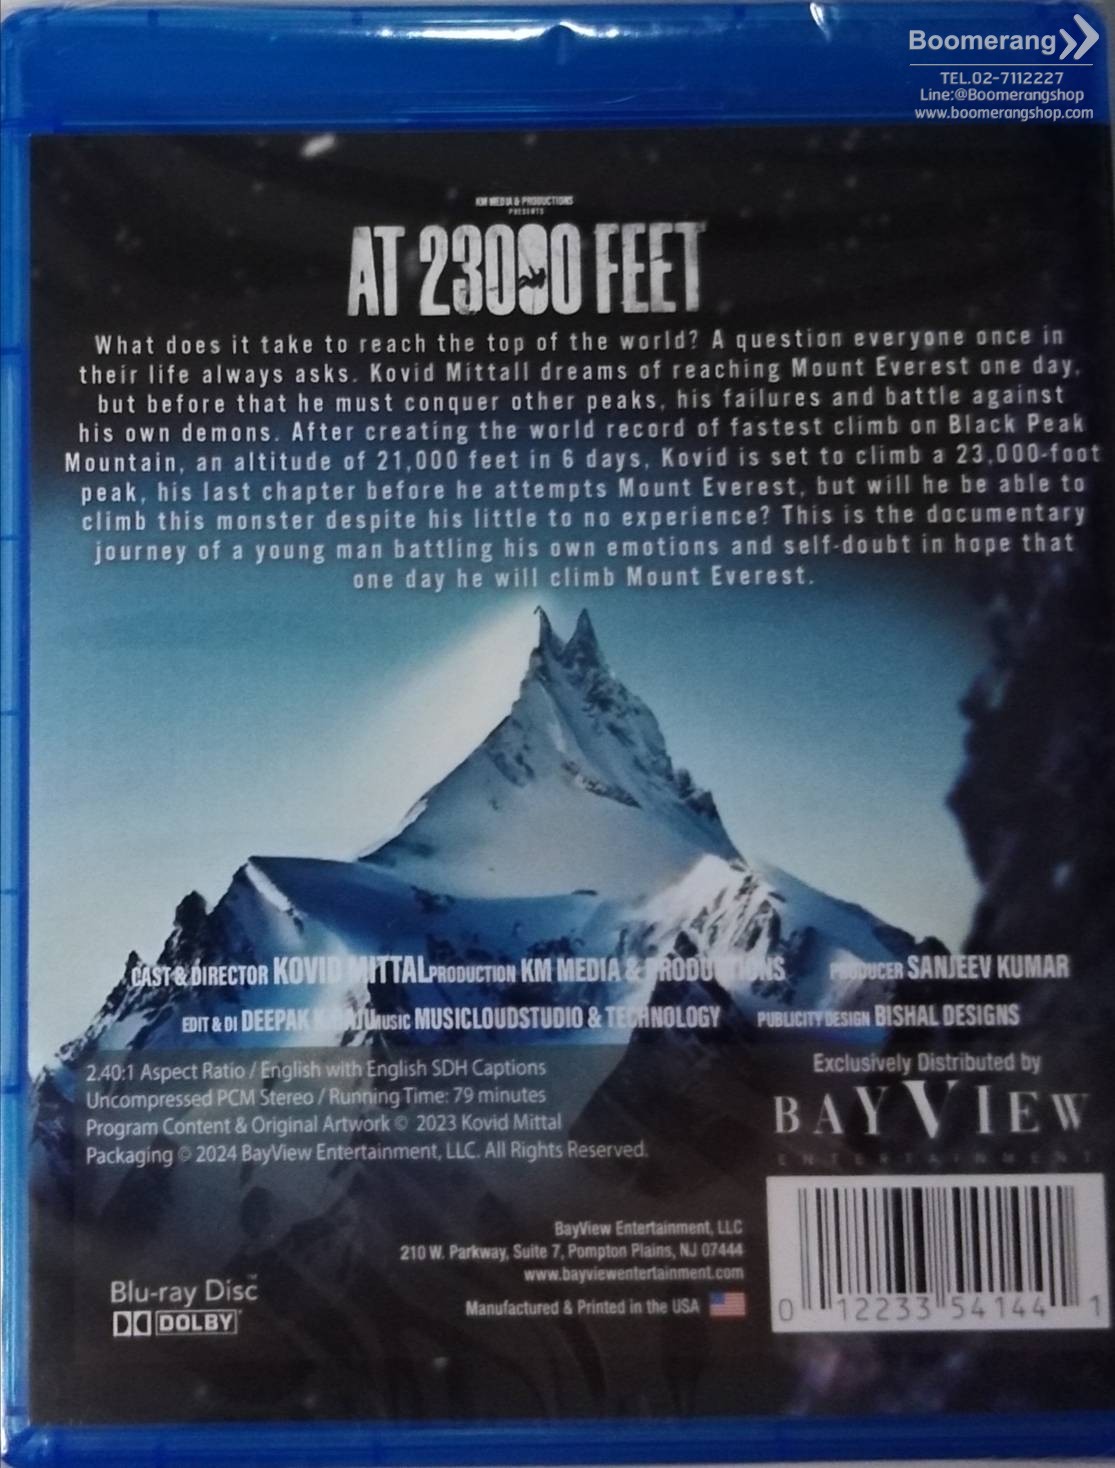 Boomerang
TEL.02-7112227
Line:@Boomerangshop
www.boomerangshop.com
KM MEDIA & PRODUCTIONS
PRESENTS
AT 23000 FEET
What does it take to reach the top of the world? A question everyone once in
their life always asks. Kovid Mittall dreams of reaching Mount Everest one day,
but before that he must conquer other peaks, his failures and battle against
his own demons. After creating the world record of fastest climb on Black Peak
Mountain, an altitude of 21,000 feet in 6 days, Kovid is set to climb a 23,000-foot
peak, his last chapter before he attempts Mount Everest, but will he be able to
climb this monster despite his little to no experience? This is the documentary
journey of a young man battling his own emotions and self-doubt in hope that
one day he will climb Mount Everest.
CAST & DIRECTOR KOVID MITTAL PRODUCTION KM MEDIA & PRODUCTIONS PRODUCER SANJEEV KUMAR
EDIT & DI DEEPAK MUSIC MUSICLOUDSTUDIO & TECHNOLOGY PUBLICITY DESIGN BISHAL DESIGNS
2.40:1 Aspect Ratio / English with English SDH Captions
Uncompressed PCM Stereo / Running Time: 79 minutes
Program Content & Original Artwork © 2023 Kovid Mittal
Packaging © 2024 BayView Entertainment, LLC. All Rights Reserved.
Exclusively Distributed by
BAYVIEW
ENTERTAINMENT
BayView Entertainment, LLC
210 W. Parkway, Suite 7, Pompton Plains, NJ 07444
www.bayviewentertainment.com
Manufactured & Printed in the USA
Blu-ray Disc™
DOLBY
0 12233 54144 1